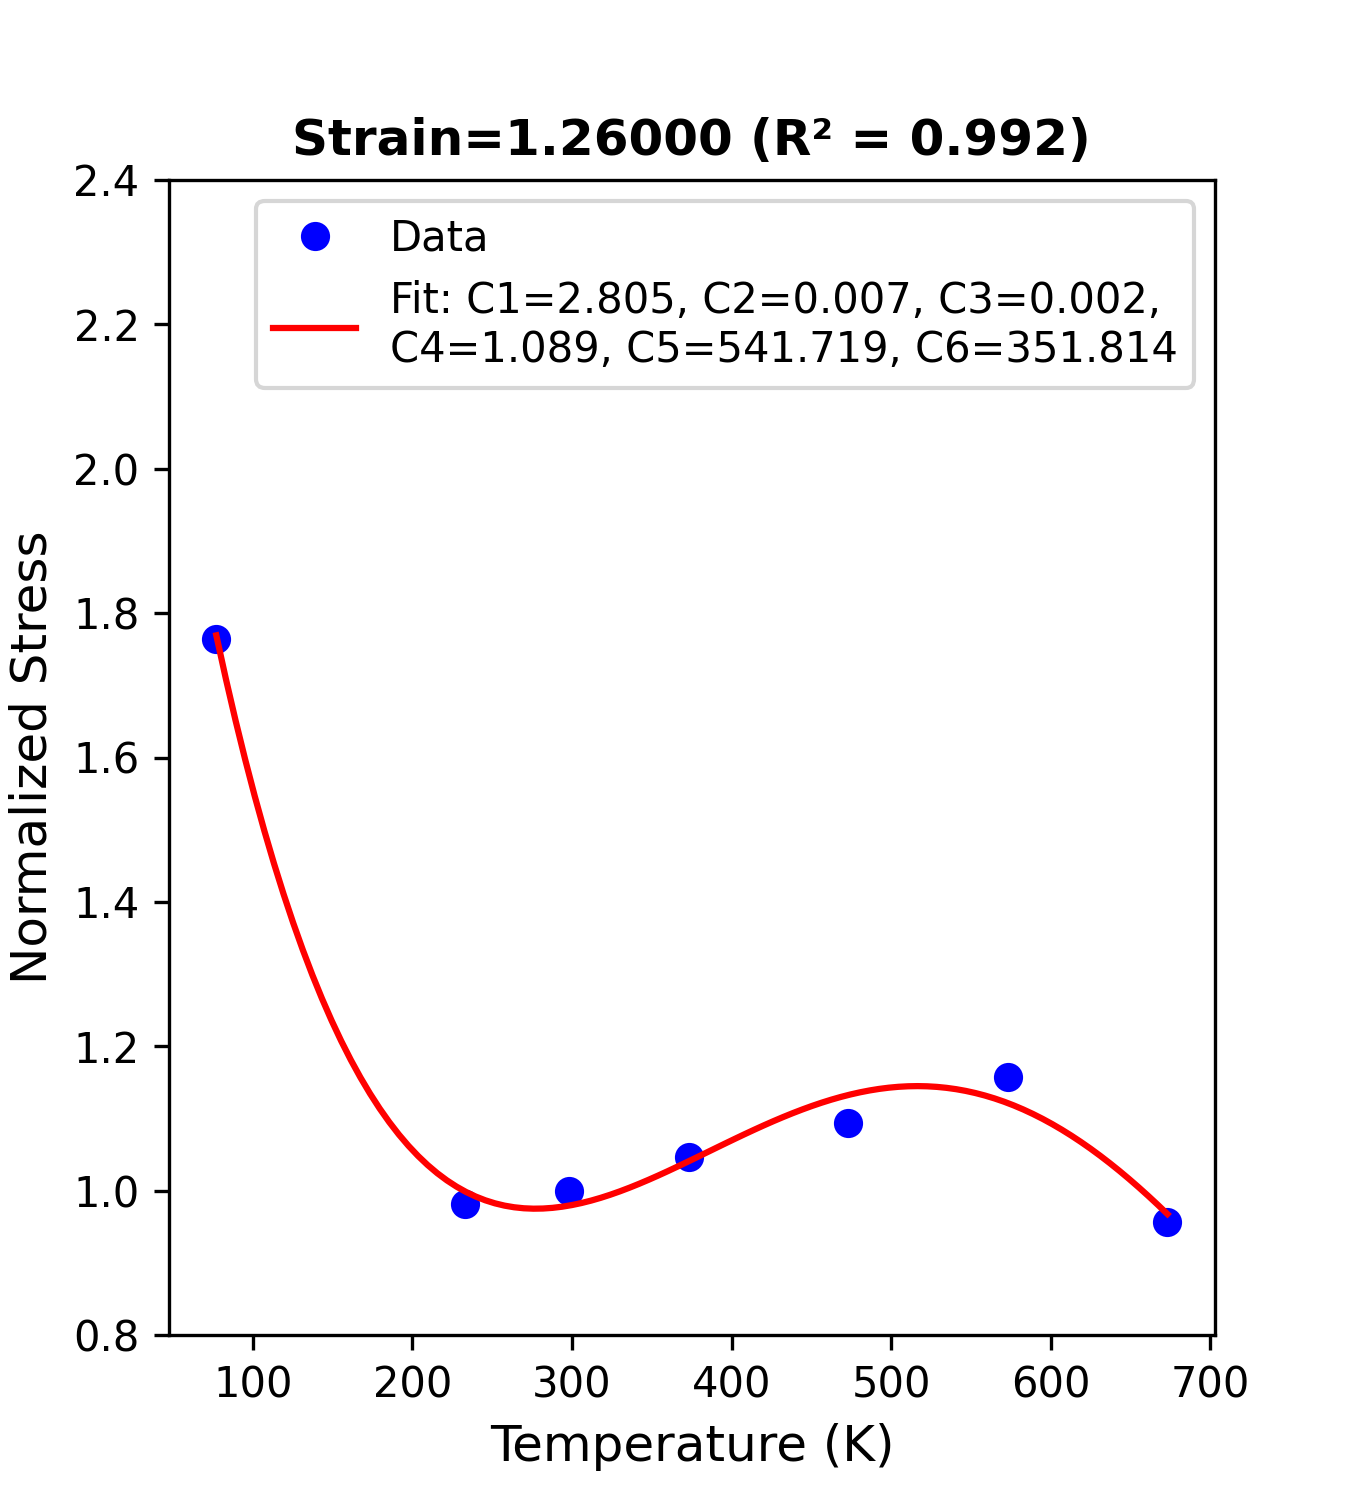 Strain=1.26000 (R² = 0.992)
Data
Fit: C1=2.805, C2=0.007, C3=0.002,
C4=1.089, C5=541.719, C6=351.814
2.4
2.2
2.0
1.8
1.6
1.4
1.2
1.0
0.8
Normalized Stress
100 200 300 400 500 600 700
Temperature (K)